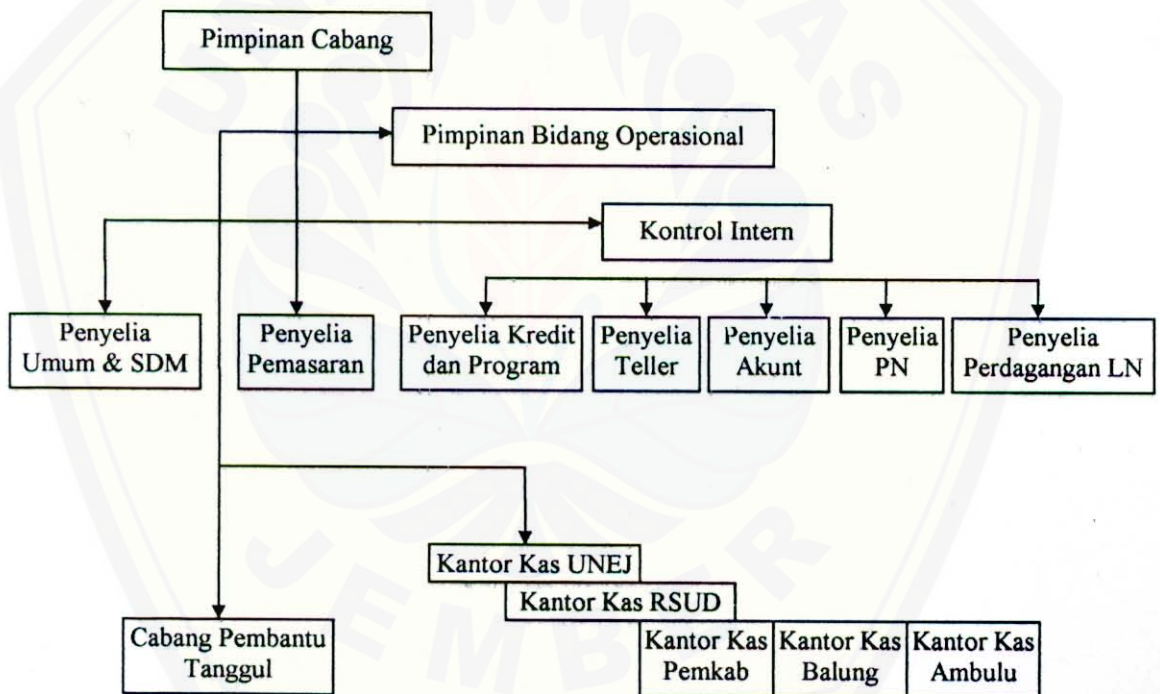 Pimpinan Cabang
Pimpinan Bidang Operasional
Kontrol Intern
Penyelia
Umum & SDM
Penyelia
Pemasaran
Penyelia Kredit
dan Program
Penyelia
Teller
Penyelia
Akunt
Penyelia
PN
Penyelia
Perdagangan LN
Kantor Kas UNEJ
Kantor Kas RSUD
Cabang Pembantu
Tanggul
Kantor Kas
Pemkab
Kantor Kas
Balung
Kantor Kas
Ambulu
JEMBER